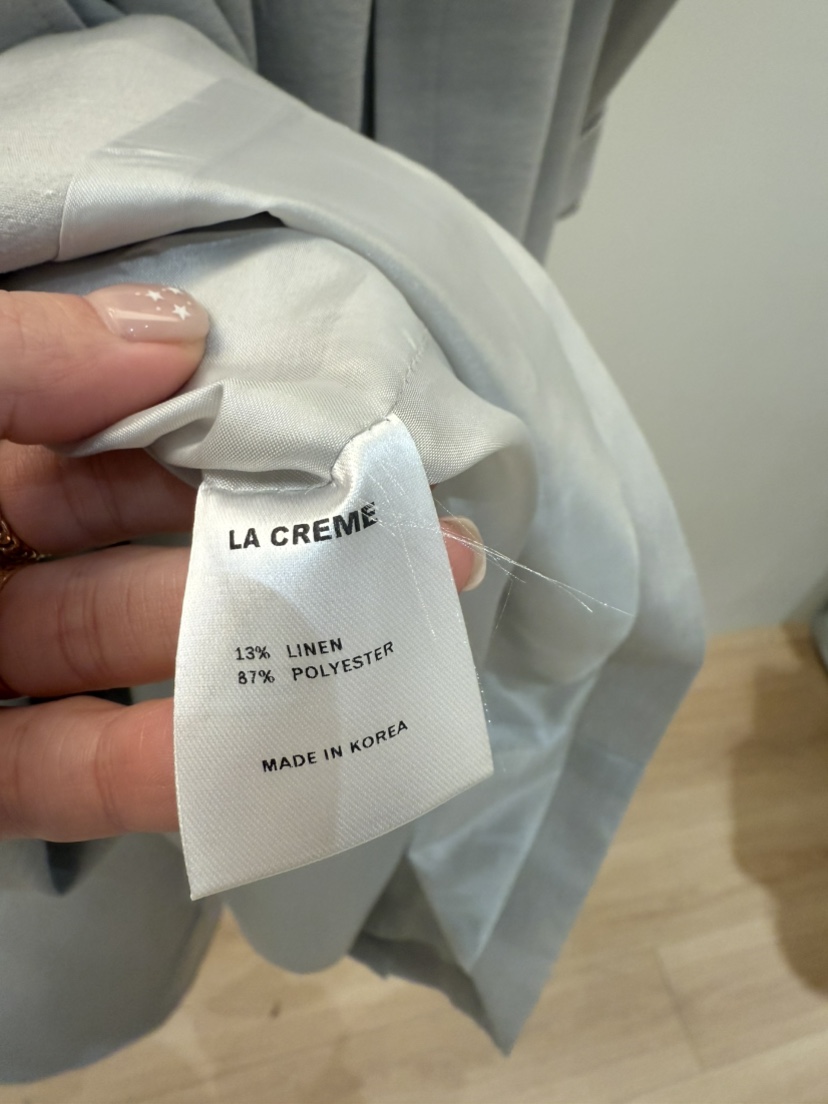 LA CREME
13% LINEN
87% POLYESTER
MADE IN KOREA